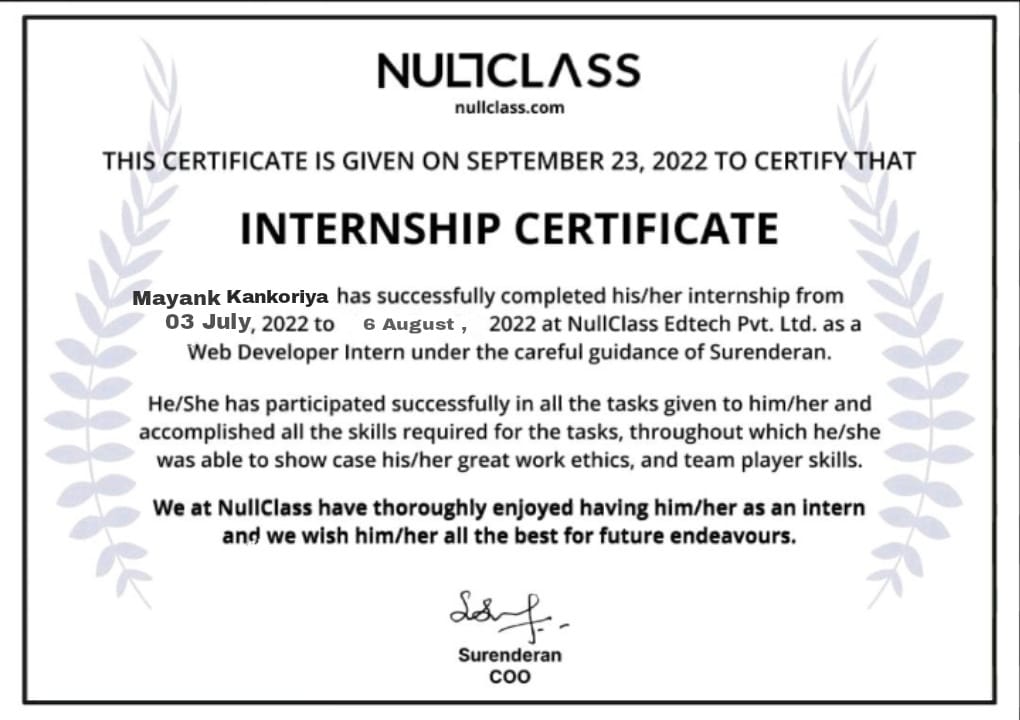 NULLCLASS
nullclass.com
THIS CERTIFICATE IS GIVEN ON SEPTEMBER 23, 2022 TO CERTIFY THAT
INTERNSHIP CERTIFICATE
Mayank Kankoriya has successfully completed his/her internship from
03 July, 2022 to 6 August , 2022 at NullClass Edtech Pvt. Ltd. as a
Web Developer Intern under the careful guidance of Surenderan.
He/She has participated successfully in all the tasks given to him/her and
accomplished all the skills required for the tasks, throughout which he/she
was able to show case his/her great work ethics, and team player skills.
We at NullClass have thoroughly enjoyed having him/her as an intern
and we wish him/her all the best for future endeavours.
Surenderan
COO